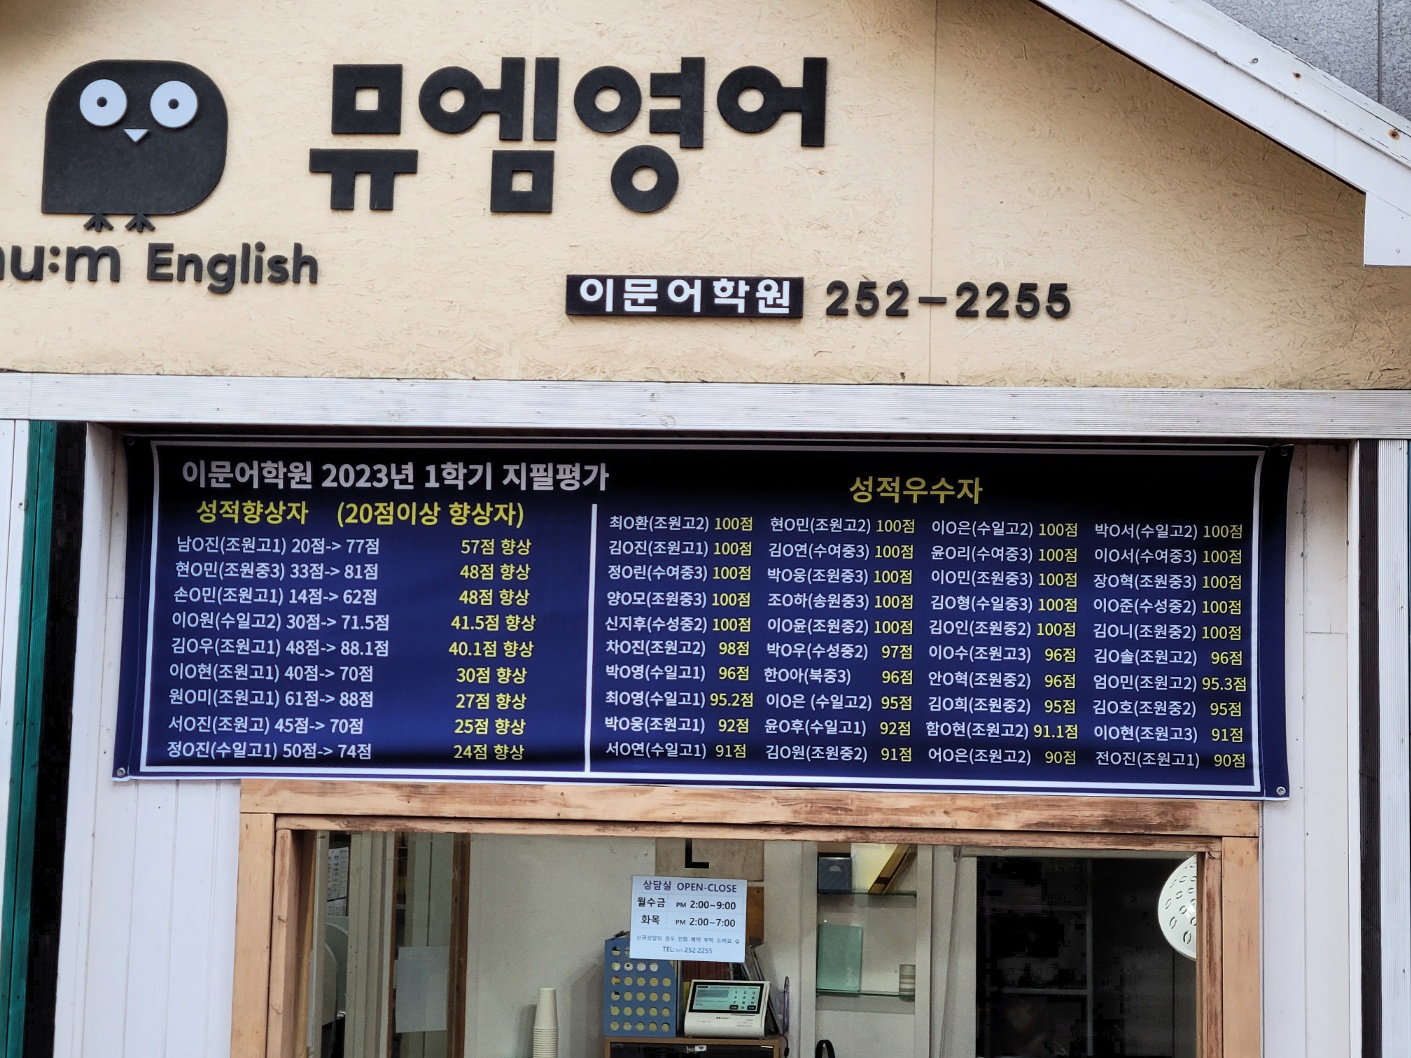 뮤엠영어
mu:m English
이문어학원 252-2255
이문어학원 2023년 1학기 지필평가
성적향상자 (20점이상 향상자)
남O진(조원고1) 20점-> 77점 57점 향상
현O민(조원중3) 33점-> 81점 48점 향상
손O민(조원고1) 14점-> 62점 48점 향상
이O원(수일고2) 30점-> 71.5점 41.5점 향상
김O우(조원고1) 48점-> 88.1점 40.1점 향상
이O현(조원고1) 40점-> 70점 30점 향상
원O미(조원고1) 61점-> 88점 27점 향상
서O진(조원고) 45점-> 70점 25점 향상
정O진(수일고1) 50점-> 74점 24점 향상
성적우수자
최O환(조원고2) 100점 현O민(조원고2) 100점 이O은(수일고2) 100점 박O서(수일고2) 100점
김O진(조원고1) 100점 김O연(수여중3) 100점 윤O리(수여중3) 100점 이O서(수여중3) 100점
정O린(수여중3) 100점 박O웅(조원중3) 100점 이O민(조원중3) 100점 장O혁(조원중3) 100점
양O모(조원중3) 100점 조O하(송원중3) 100점 김O형(수일중3) 100점 이O준(수성중2) 100점
신지후(수성중2) 100점 이O윤(조원중2) 100점 김O인(조원중2) 100점 김O니(조원중2) 100점
차O진(조원고2) 98점 박O우(수성중2) 97점 이O수(조원고3) 96점 김O솔(조원고2) 96점
박O영(수일고1) 96점 한O아(북중3) 96점 안O혁(조원중2) 96점 엄O민(조원고2) 95.3점
최O영(수일고1) 95.2점 이O은 (수일고2) 95점 김O희(조원중2) 95점 김O호(조원중2) 95점
박O웅(조원고1) 92점 윤O후(수일고1) 92점 함O현(조원고2) 91.1점 이O현(조원고3) 91점
서O연(수일고1) 91점 김O원(조원중2) 91점 어O은(조원고2) 90점 전O진(조원고1) 90점
상담실 OPEN-CLOSE
월수금 PM 2:00~9:00
화목 PM 2:00~7:00
TEL: 252 2255